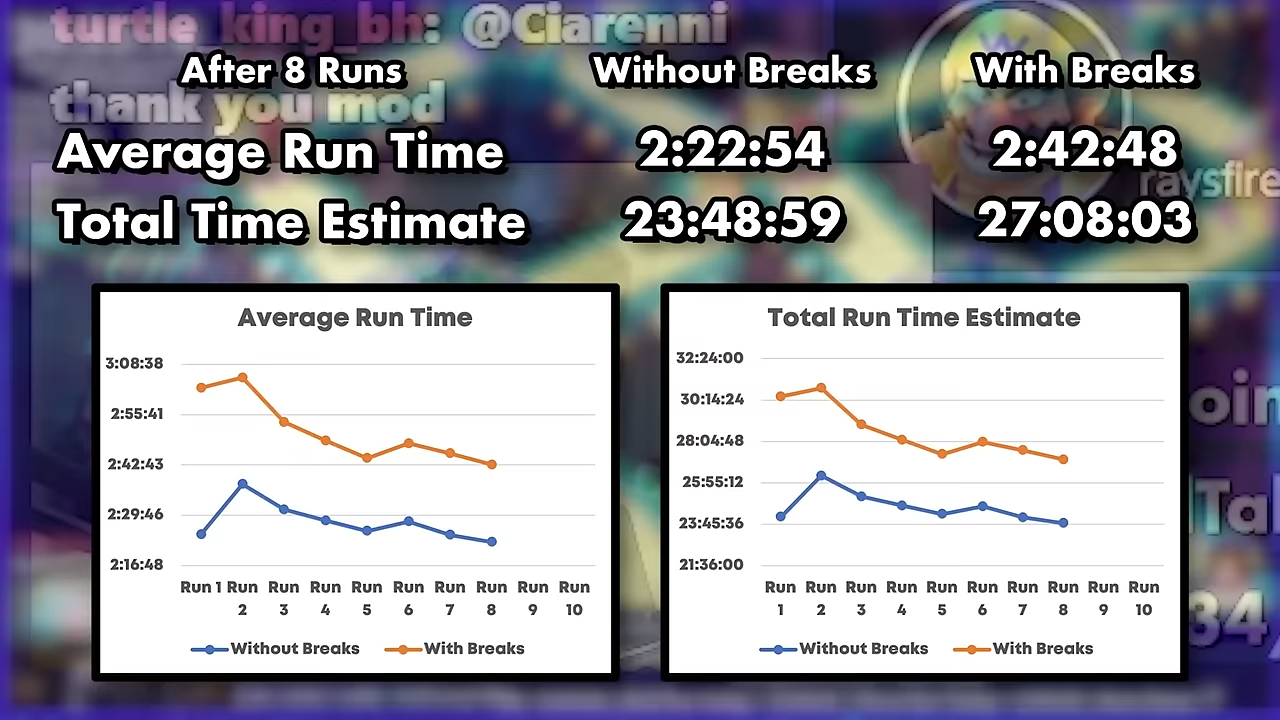 turtle_king_bh: @Ciarenni
thank you mod
After 8 Runs Without Breaks With Breaks
Average Run Time 2:22:54 2:42:48
raysfire
Total Time Estimate 23:48:59 27:08:03
Average Run Time
3:08:38
2:55:41
2:42:43
2:29:46
2:16:48
Run 1 Run 2 Run 3 Run 4 Run 5 Run 6 Run 7 Run 8 Run 9 Run 10
Without Breaks With Breaks
Total Run Time Estimate
32:24:00
30:14:24
28:04:48
25:55:12
23:45:36
21:36:00
Run 1 Run 2 Run 3 Run 4 Run 5 Run 6 Run 7 Run 8 Run 9 Run 10
Without Breaks With Breaks